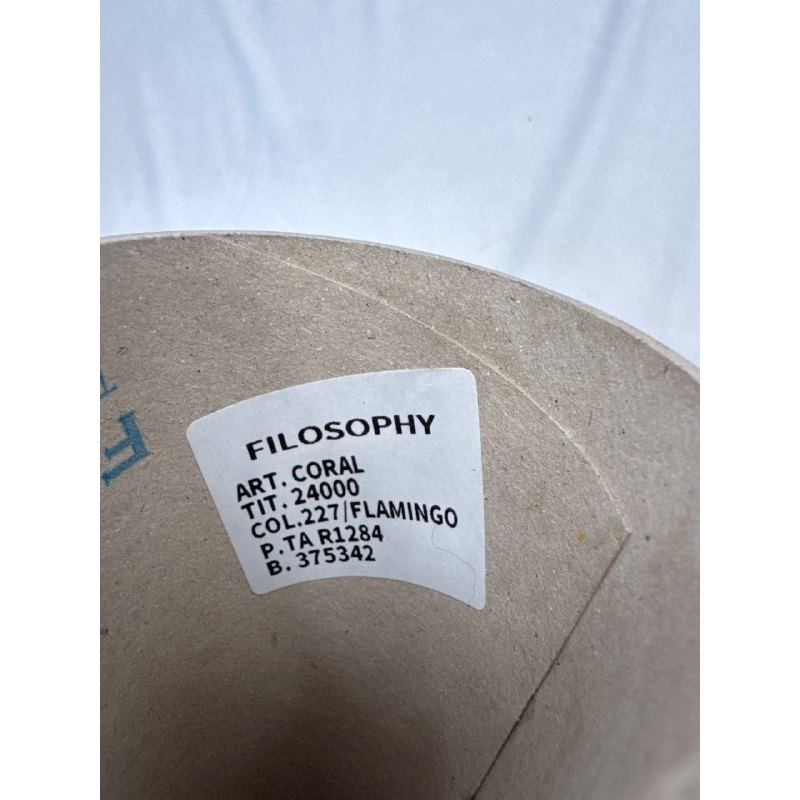 FILOSOPHY
ART. CORAL
TIT. 24000
COL.227/FLAMINGO
P.TA R1284
B. 375342